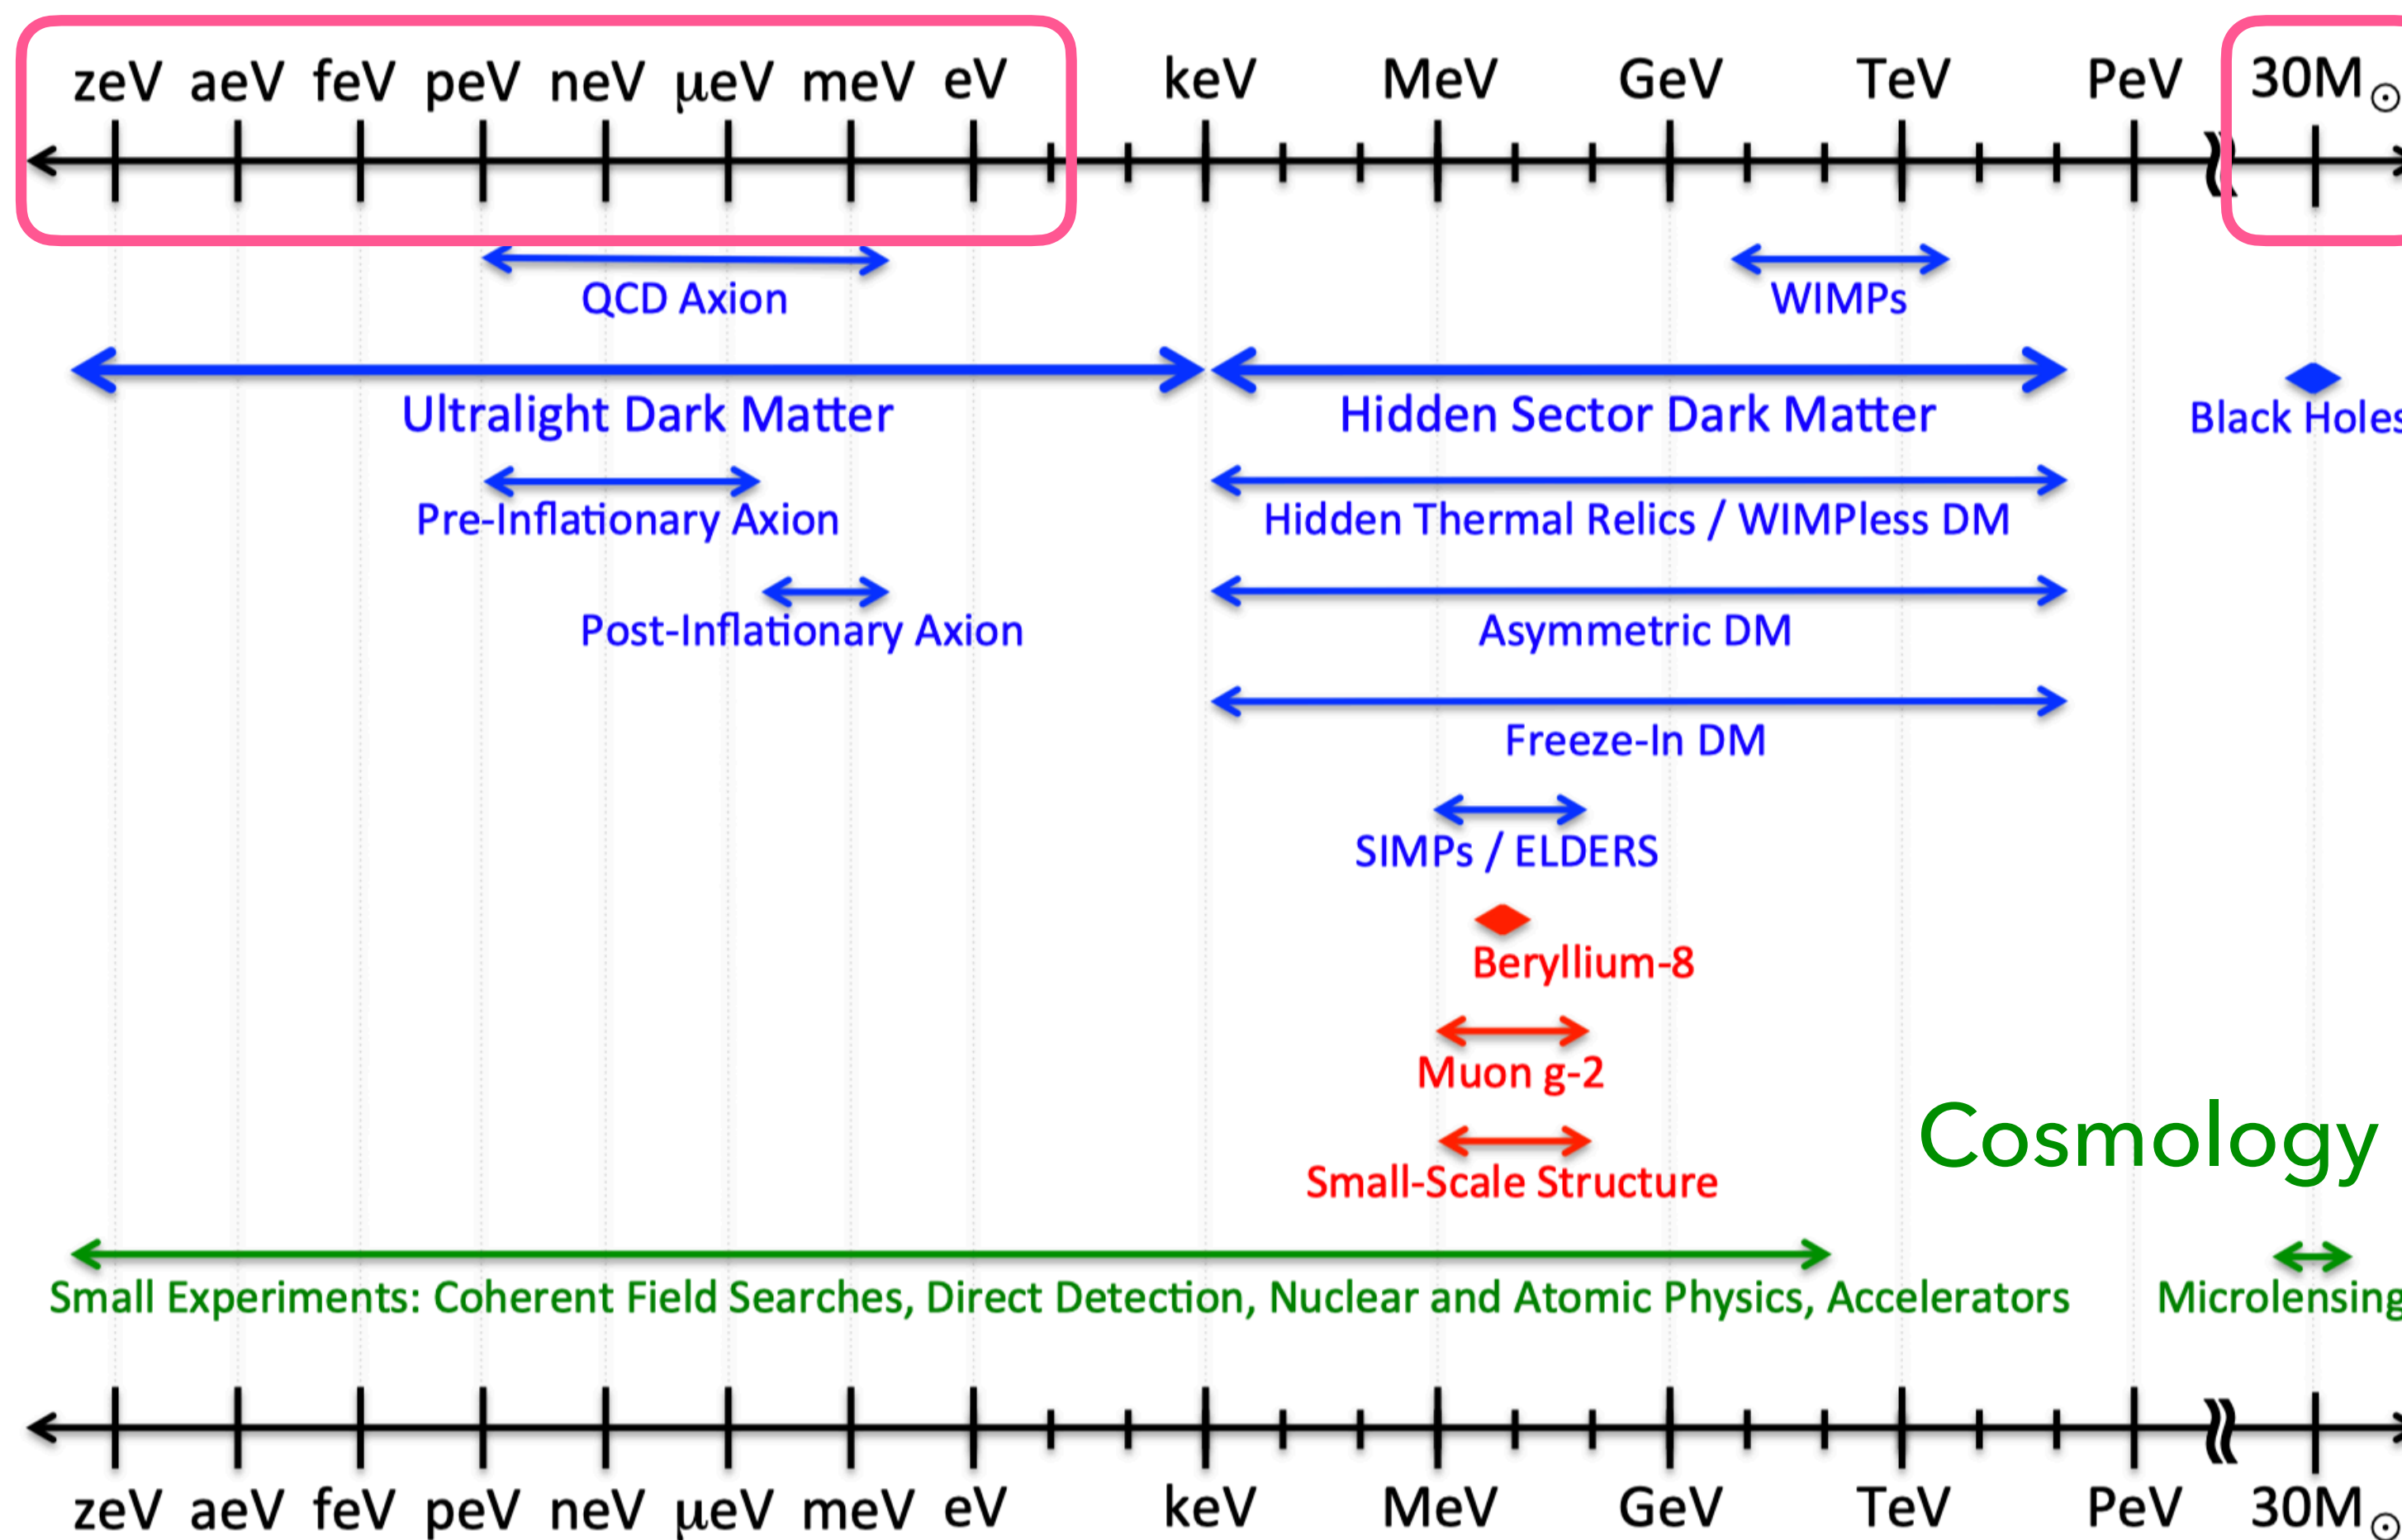 zeV aeV feV peV neV μeV meV eV keV MeV GeV TeV PeV 30M☉
QCD Axion WIMPs
Ultralight Dark Matter Hidden Sector Dark Matter Black Holes
Pre-Inflationary Axion Hidden Thermal Relics / WIMPless DM
Post-Inflationary Axion Asymmetric DM
Freeze-In DM
SIMPs / ELDERS
Beryllium-8
Muon g-2
Cosmology
Small-Scale Structure
Small Experiments: Coherent Field Searches, Direct Detection, Nuclear and Atomic Physics, Accelerators Microlensing
zeV aeV feV peV neV μeV meV eV keV MeV GeV TeV PeV 30M☉